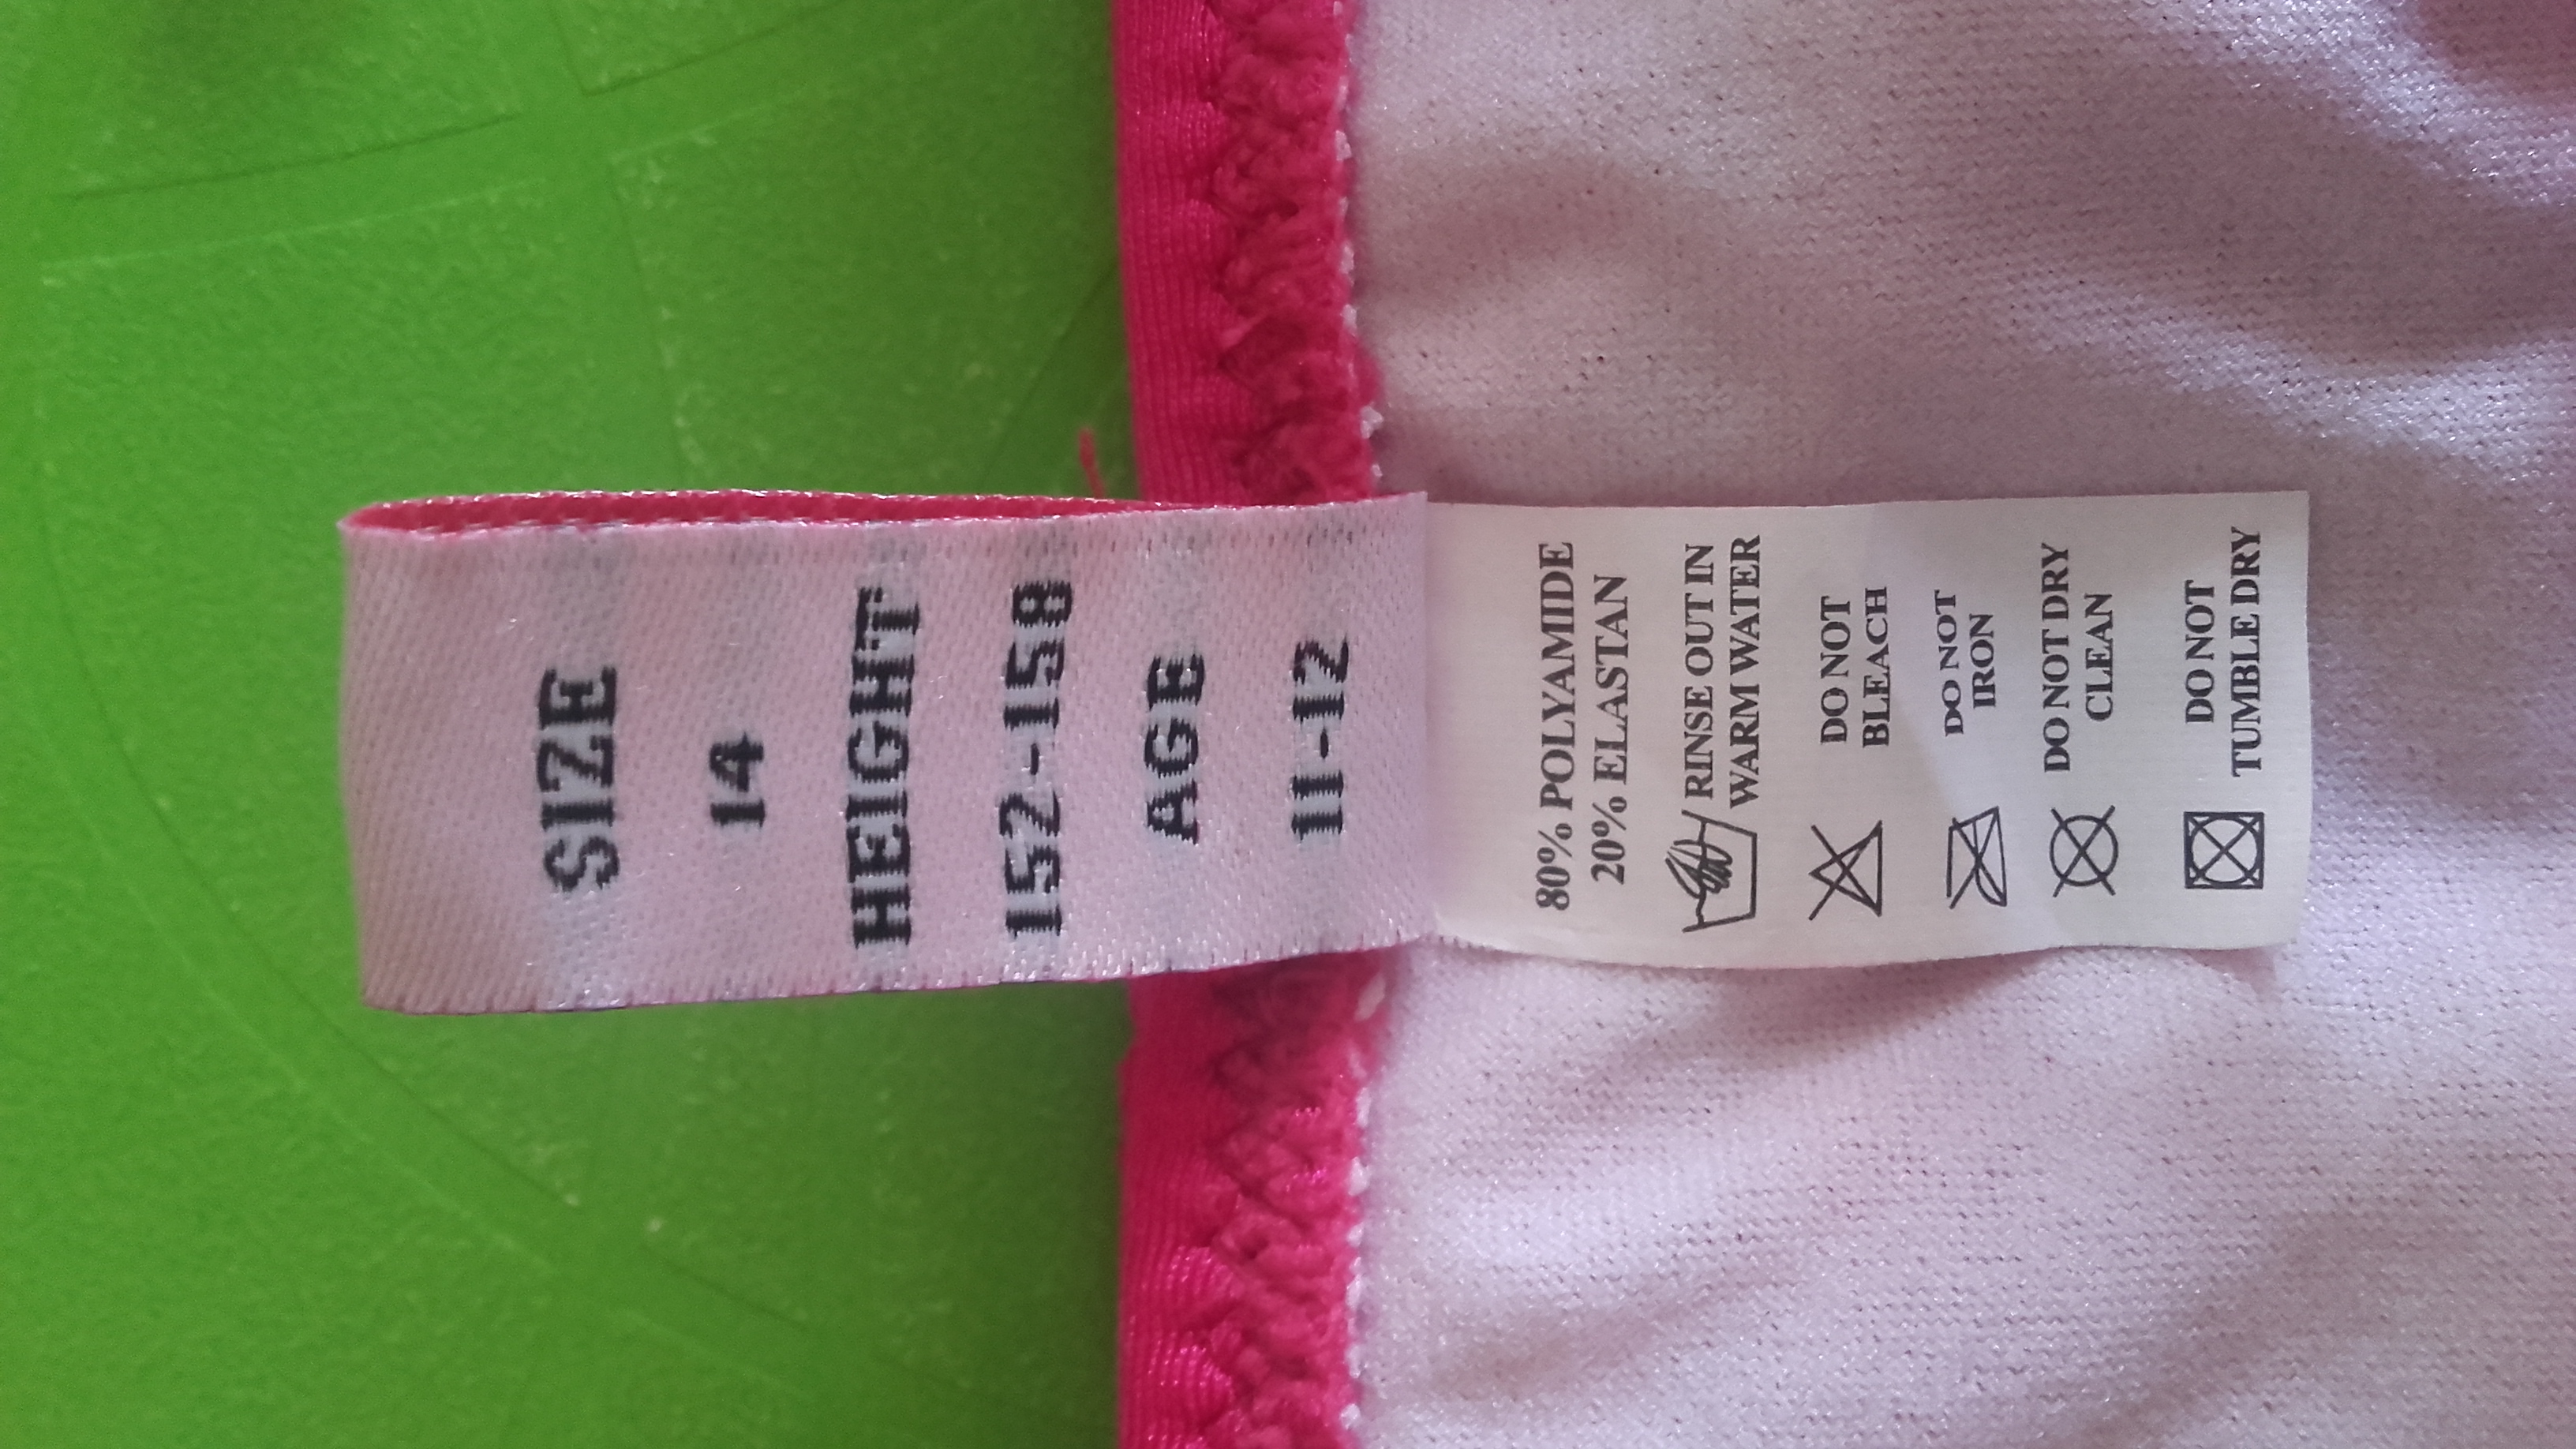 SIZE
14
HEIGHT
152-158
AGE
11-12
80% POLYAMIDE
20% ELASTAN
RINSE OUT IN
WARM WATER
DO NOT
BLEACH
DO NOT
IRON
DO NOT DRY
CLEAN
DO NOT
TUMBLE DRY